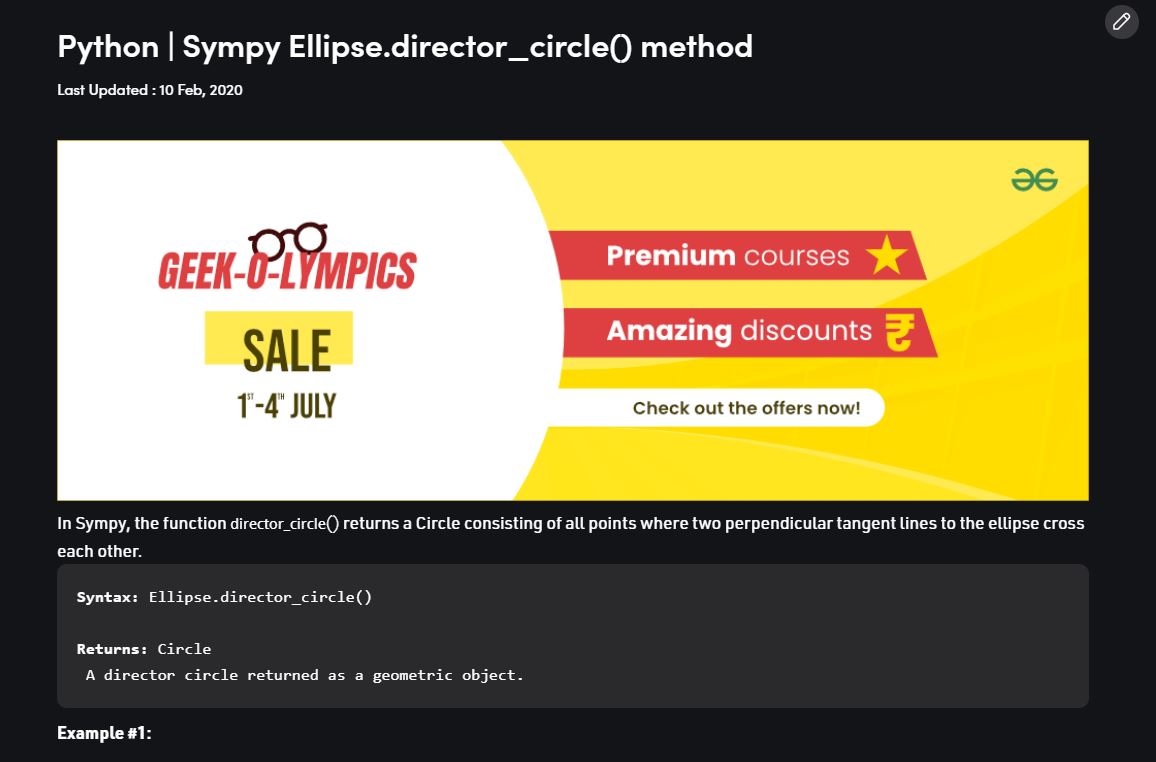 Python | Sympy Ellipse.director_circle() method
Last Updated : 10 Feb, 2020
GEEK-O-LYMPICS
SALE
1ST-4TH JULY
Premium courses
Amazing discounts ₹
Check out the offers now!
In Sympy, the function director_circle() returns a Circle consisting of all points where two perpendicular tangent lines to the ellipse cross
each other.
Syntax: Ellipse.director_circle()
Returns: Circle
A director circle returned as a geometric object.
Example #1: